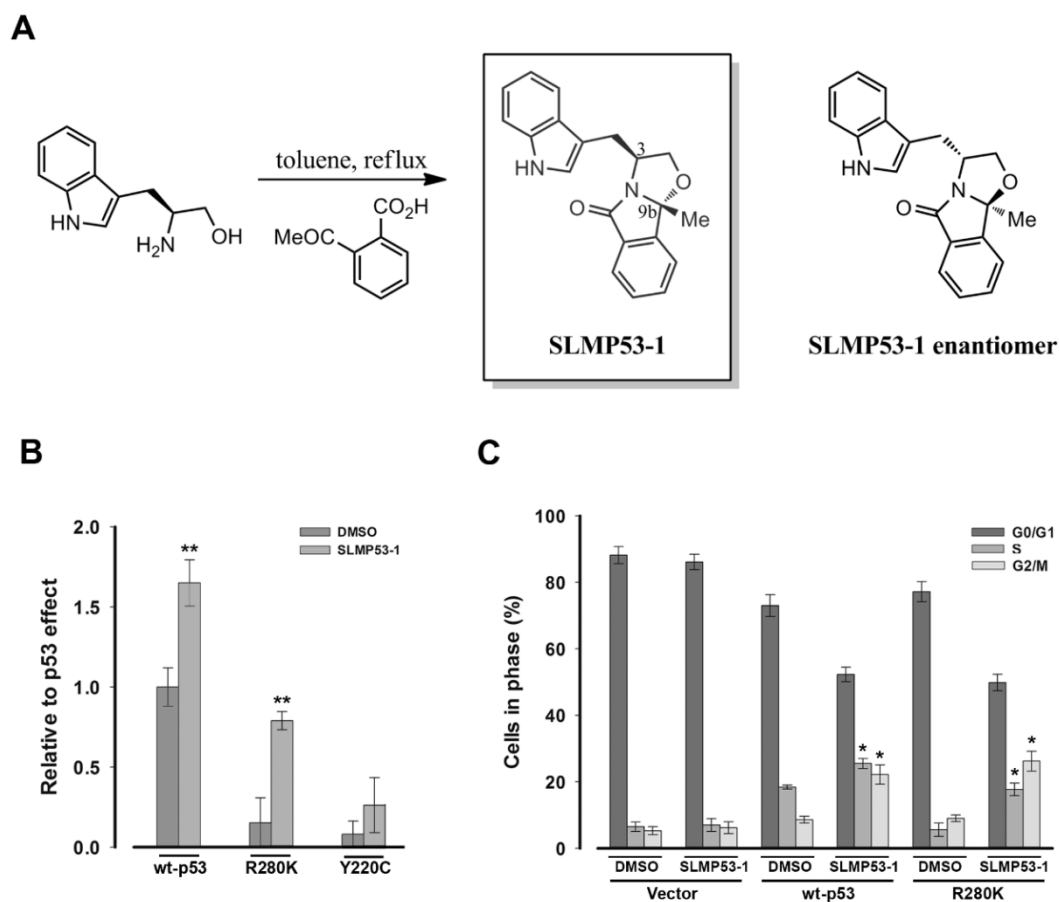 A
HN
H₂N
OH
toluene, reflux
CO₂H
MeOC
HN
3
N
O
O
9b
Me
SLMP53-1
HN
N
O
O
Me
SLMP53-1 enantiomer
B
Relative to p53 effect
2.0
1.5
1.0
0.5
0.0
DMSO
SLMP53-1
**
**
wt-p53 R280K Y220C
C
Cells in phase (%)
100
80
60
40
20
0
G0/G1
S
G2/M
* *
* *
DMSO SLMP53-1 DMSO SLMP53-1 DMSO SLMP53-1
Vector wt-p53 R280K